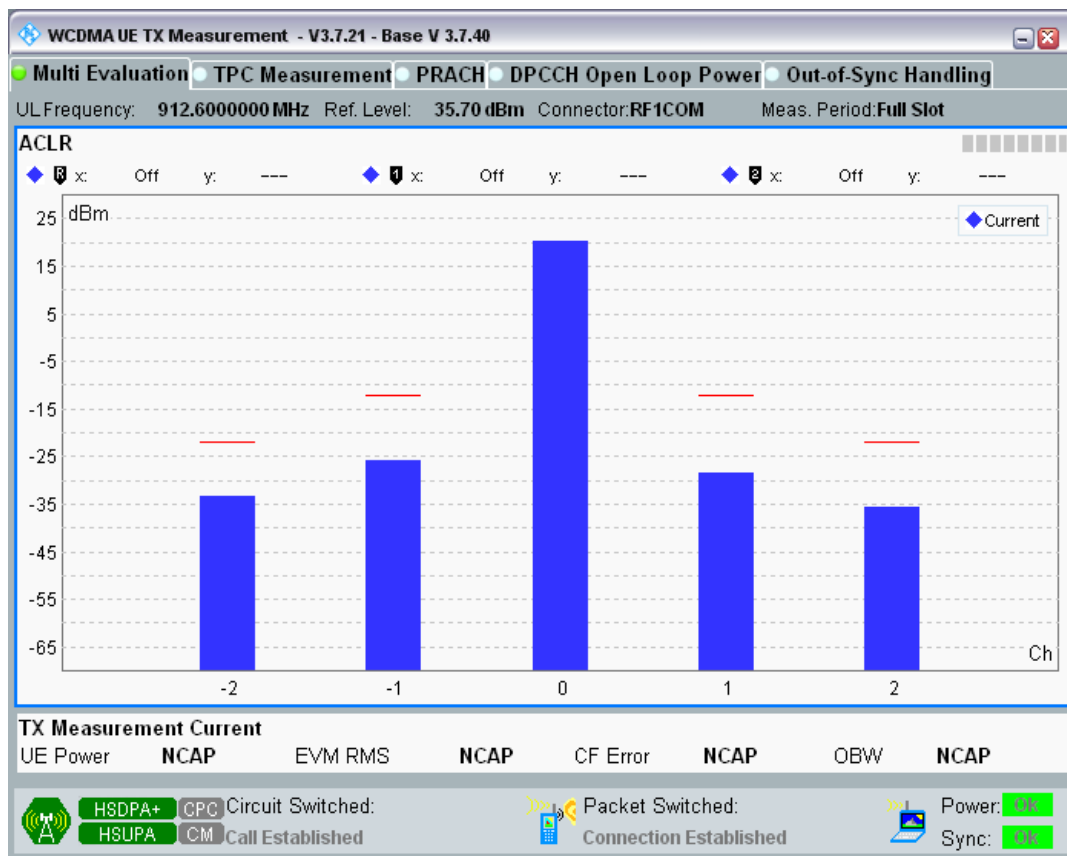 WCDMA UE TX Measurement - V3.7.21 - Base V 3.7.40
Multi Evaluation TPC Measurement PRACH DPCCH Open Loop Power Out-of-Sync Handling
UL Frequency: 912.6000000 MHz Ref. Level: 35.70 dBm Connector:RF1COM Meas. Period:Full Slot
ACLR
R x: Off y: --- 1 x: Off y: --- 2 x: Off y: ---
dBm
Current
25
15
5
-5
-15
-25
-35
-45
-55
-65
Ch
-2 -1 0 1 2
TX Measurement Current
UE Power NCAP EVM RMS NCAP CF Error NCAP OBW NCAP
HSDPA+ CPC Circuit Switched: Packet Switched: Power: Ok
HSUPA CM Call Established Connection Established Sync: Ok